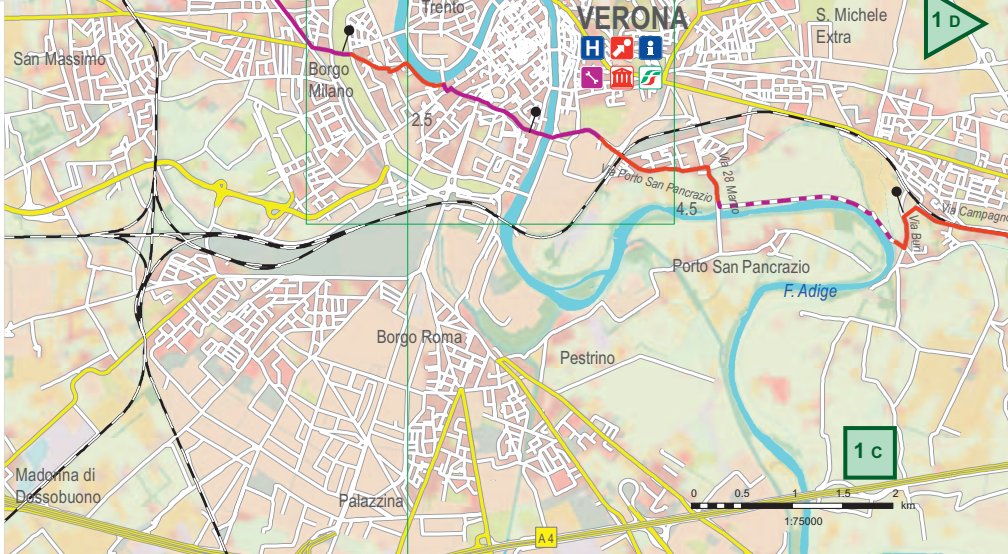 Trento
VERONA
S. Michele
Extra
1 D
San Massimo
H
i
Borgo
Milano
2.5
Via Porto San Pancrazio
Via 28 Marzo
4.5
Via Buri
Via Campagno
Porto San Pancrazio
F. Adige
Borgo Roma
Pestrino
1 C
Madonna di
Dossobuono
Palazzina
0 0.5 1 1.5 2
km
1:75000
A 4